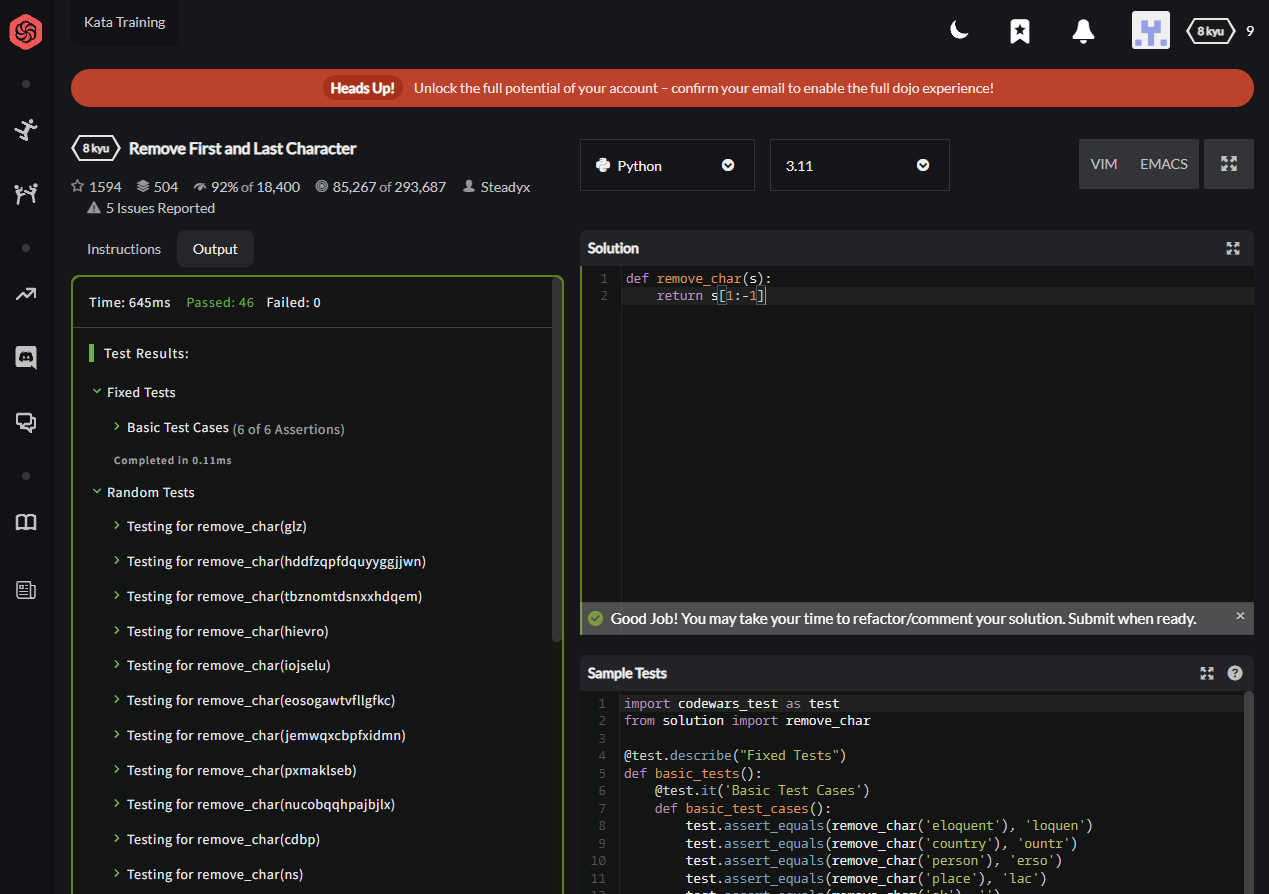 Kata Training
8 kyu 9
Heads Up! Unlock the full potential of your account – confirm your email to enable the full dojo experience!
8 kyu Remove First and Last Character
1594 504 92% of 18,400 85,267 of 293,687 Steadyx
5 Issues Reported
Instructions Output
Time: 645ms Passed: 46 Failed: 0
Test Results:
Fixed Tests
Basic Test Cases (6 of 6 Assertions)
Completed in 0.11ms
Random Tests
Testing for remove_char(glz)
Testing for remove_char(hddfzqpfdquyyggjjwn)
Testing for remove_char(tbznomtdsnxxhdqem)
Testing for remove_char(hievro)
Testing for remove_char(iojselu)
Testing for remove_char(eosogawtvfllgfkc)
Testing for remove_char(jemwqxcbpfxidmn)
Testing for remove_char(pxmaklseb)
Testing for remove_char(nucobqqhpajbjlx)
Testing for remove_char(cdbp)
Testing for remove_char(ns)
Python 3.11 VIM EMACS
Solution
1 def remove_char(s):
2     return s[1:-1]
Good Job! You may take your time to refactor/comment your solution. Submit when ready. ×
Sample Tests ?
1 import codewars_test as test
2 from solution import remove_char
3
4 @test.describe("Fixed Tests")
5 def basic_tests():
6     @test.it('Basic Test Cases')
7     def basic_test_cases():
8         test.assert_equals(remove_char('eloquent'), 'loquen')
9         test.assert_equals(remove_char('country'), 'ountr')
10         test.assert_equals(remove_char('person'), 'erso')
11         test.assert_equals(remove_char('place'), 'lac')